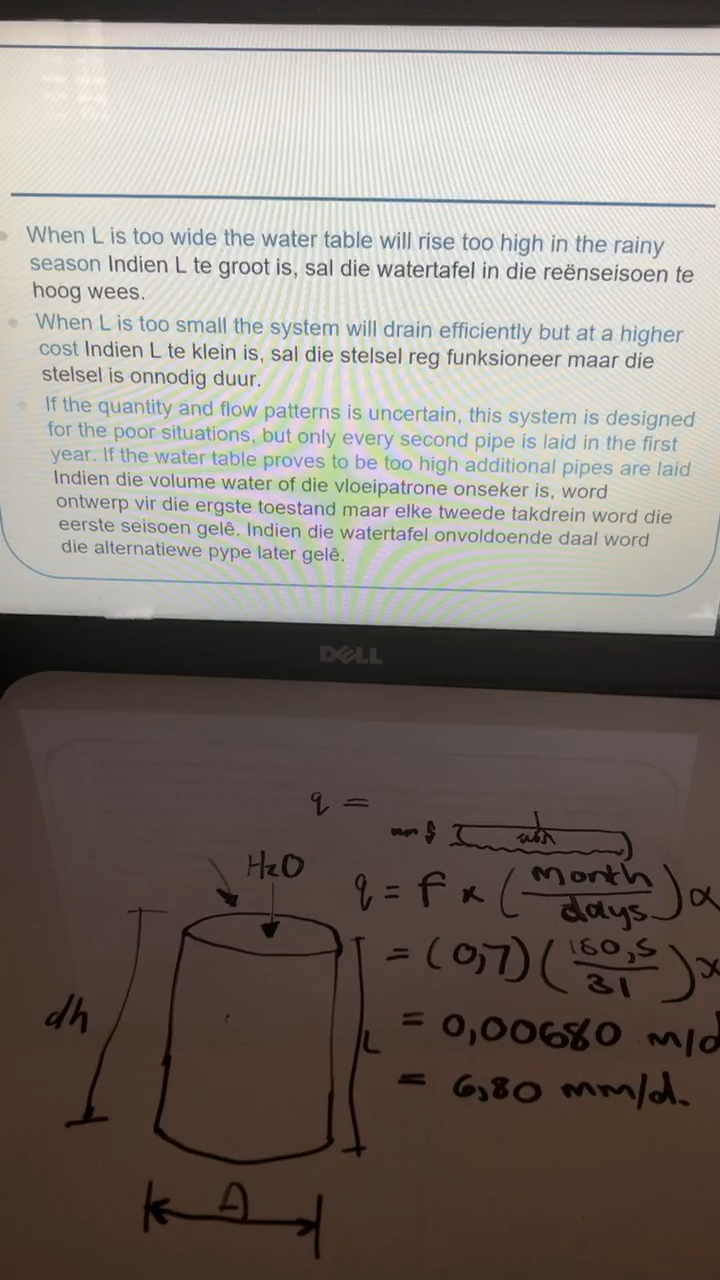 When L is too wide the water table will rise too high in the rainy
season Indien L te groot is, sal die watertafel in die reënseisoen te
hoog wees.
When L is too small the system will drain efficiently but at a higher
cost Indien L te klein is, sal die stelsel reg funksioneer maar die
stelsel is onnodig duur.
If the quantity and flow patterns is uncertain, this system is designed
for the poor situations, but only every second pipe is laid in the first
year. If the water table proves to be too high additional pipes are laid
Indien die volume water of die vloeipatrone onseker is, word
ontwerp vir die ergste toestand maar elke tweede takdrein word die
eerste seisoen gelê. Indien die watertafel onvoldoende daal word
die alternatiewe pype later gelê.
DELL
q =
H2O
q = f x (month/days) α
= (0,7) (150,5/31) x
= 0,00680 m/d
= 6,80 mm/d.
dh
L
A